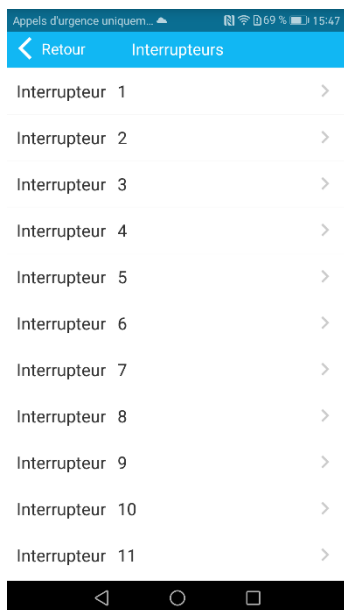 Appels d'urgence uniquem... 69 % 15:47
Retour Interrupteurs
Interrupteur 1
Interrupteur 2
Interrupteur 3
Interrupteur 4
Interrupteur 5
Interrupteur 6
Interrupteur 7
Interrupteur 8
Interrupteur 9
Interrupteur 10
Interrupteur 11